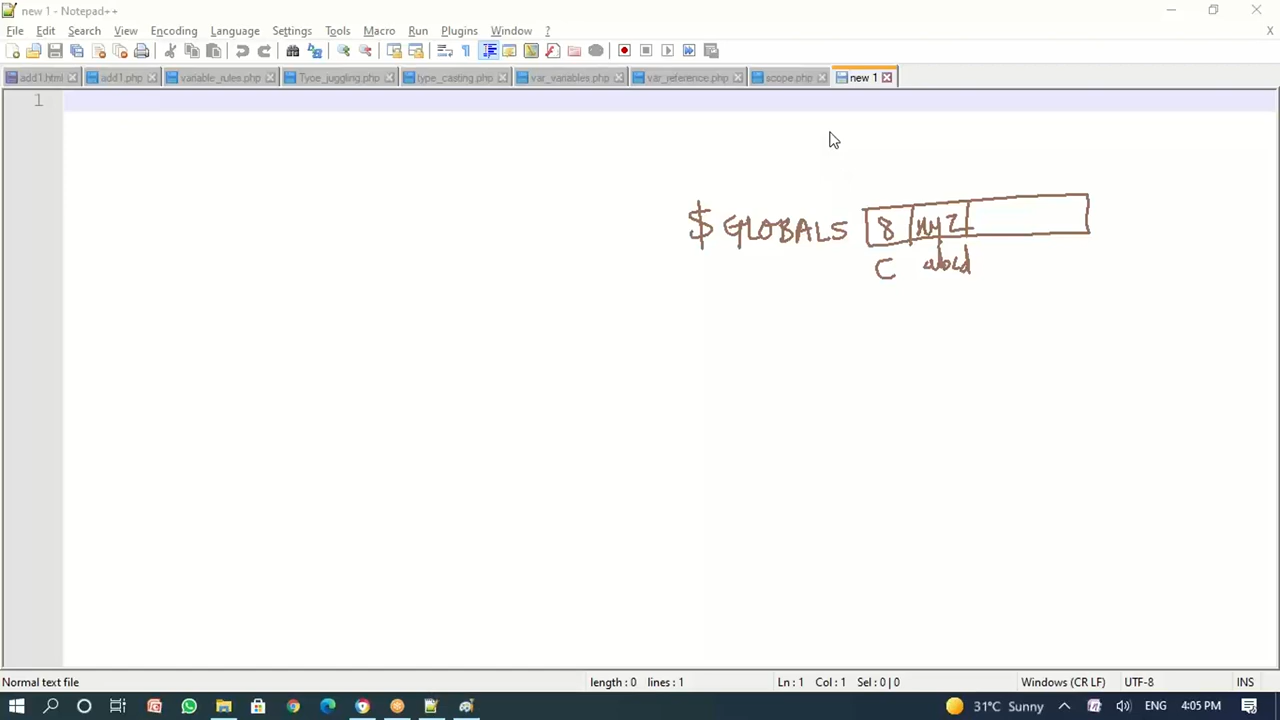 new 1 - Notepad++
File Edit Search View Encoding Language Settings Tools Macro Run Plugins Window ? X
add1.html add1.php variable_rules.php Tyoe_juggling.php type_casting.php var_variables.php var_reference.php scope.php new 1
1
$ GLOBALS 8 xyz
C abcd
Normal text file length : 0 lines : 1 Ln : 1 Col : 1 Sel : 0 | 0 Windows (CR LF) UTF-8 INS
31°C Sunny ENG 4:05 PM